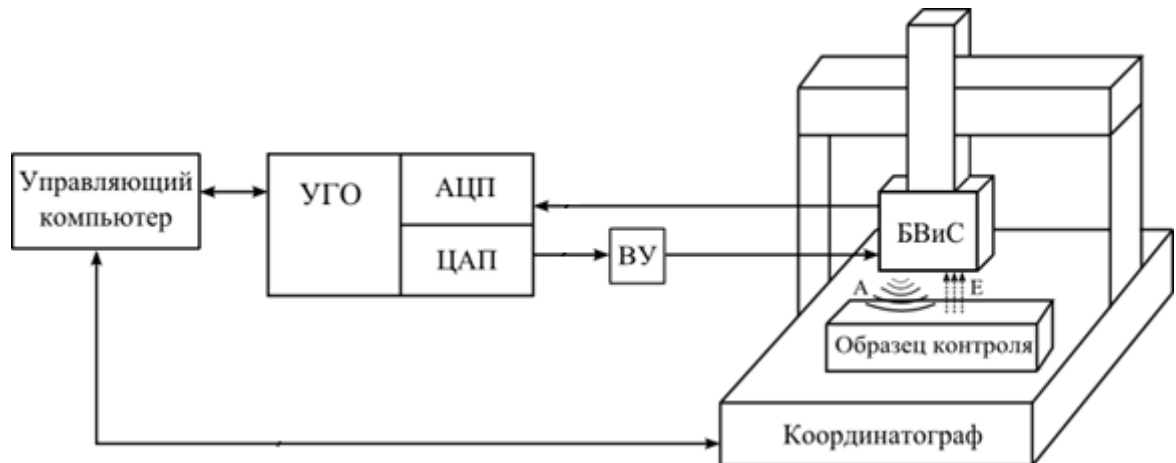 Управляющий
компьютер
УГО
АЦП
ЦАП
ВУ
БВиС
А
Е
Образец контроля
Координатограф